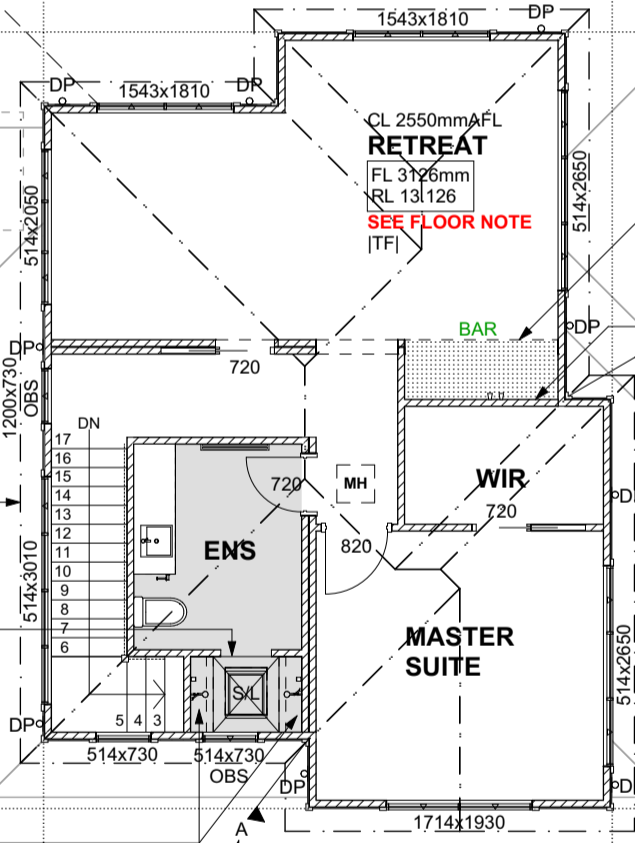 DP
1543x1810
DP
1543x1810
DP
CL 2550mmAFL
RETREAT
FL 3126mm
RL 13.126
SEE FLOOR NOTE
|TF|
514x2050
514x2650
BAR
DP
DP
720
1200x730
OBS
DN
17
16
15
14
13
12
11
10
9
8
7
6
5 4 3
720
MH
WIR
720
ENS
820
D
514x3010
MASTER
SUITE
514x2650
S/L
DP
514x730
514x730
OBS
DP
D
1714x1930
A